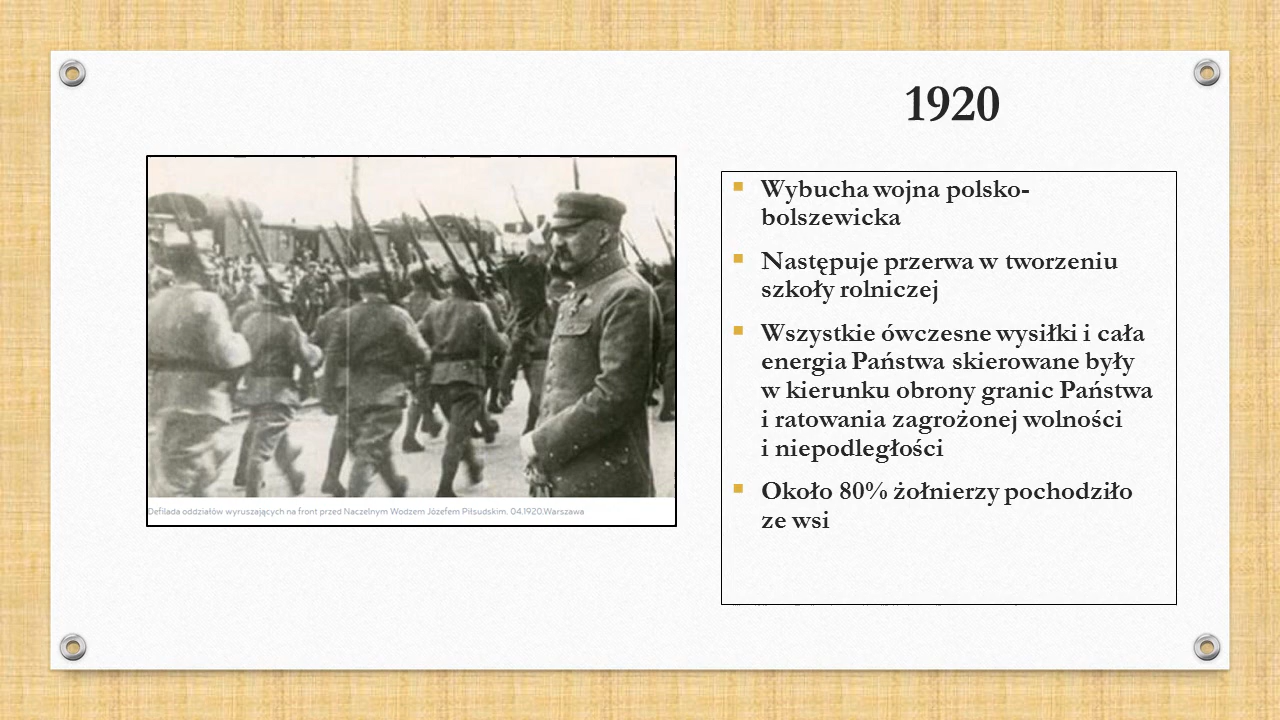 1920
Wybucha wojna polsko-
bolszewicka
Następuje przerwa w tworzeniu
szkoły rolniczej
Wszystkie ówczesne wysiłki i cała
energia Państwa skierowane były
w kierunku obrony granic Państwa
i ratowania zagrożonej wolności
i niepodległości
Około 80% żołnierzy pochodziło
ze wsi
Defilada oddziałów wyruszających na front przed Naczelnym Wodzem Józefem Piłsudskim. 04.1920.Warszawa